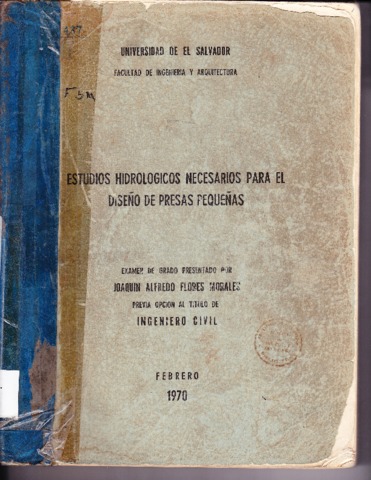 UNIVERSIDAD DE EL SALVADOR
FACULTAD DE INGENIERIA Y ARQUITECTURA
ESTUDIOS HIDROLOGICOS NECESARIOS PARA EL
DISEÑO DE PRESAS PEQUEÑAS
EXAMEN DE GRADO PRESENTADO POR
JOAQUIN ALFREDO FLORES MORALES
PREVIA OPCION AL TITULO DE
INGENIERO CIVIL
FEBRERO
1970